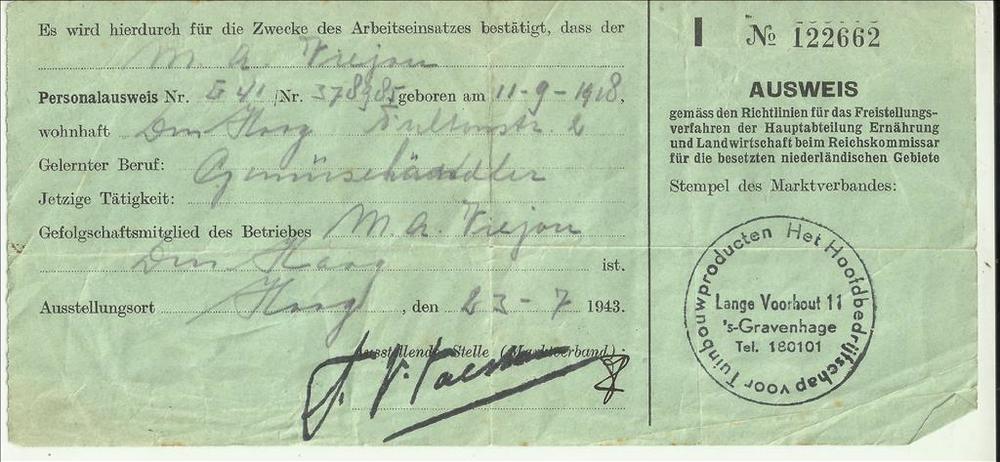 Es wird hierdurch für die Zwecke des Arbeitseinsatzes bestätigt, dass der
M. A.
Personalausweis Nr. /Nr. 378985 geboren am 11-9-1918,
wohnhaft Den Haag 2
Gelernter Beruf: Gemüsehändler
Jetzige Tätigkeit:
Gefolgschaftsmitglied des Betriebes M. A.
Den Haag ist.
Ausstellungsort Haag, den 23-7 1943.
Ausstellende Stelle (Marktverband):
I № 122662
AUSWEIS
gemäss den Richtlinien für das Freistellungs-
verfahren der Hauptabteilung Ernährung
und Landwirtschaft beim Reichskommissar
für die besetzten niederländischen Gebiete
Stempel des Marktverbandes:
Het Hoofdbedrijfschap voor Tuinbouwproducten
Lange Voorhout 11
's-Gravenhage
Tel. 180101